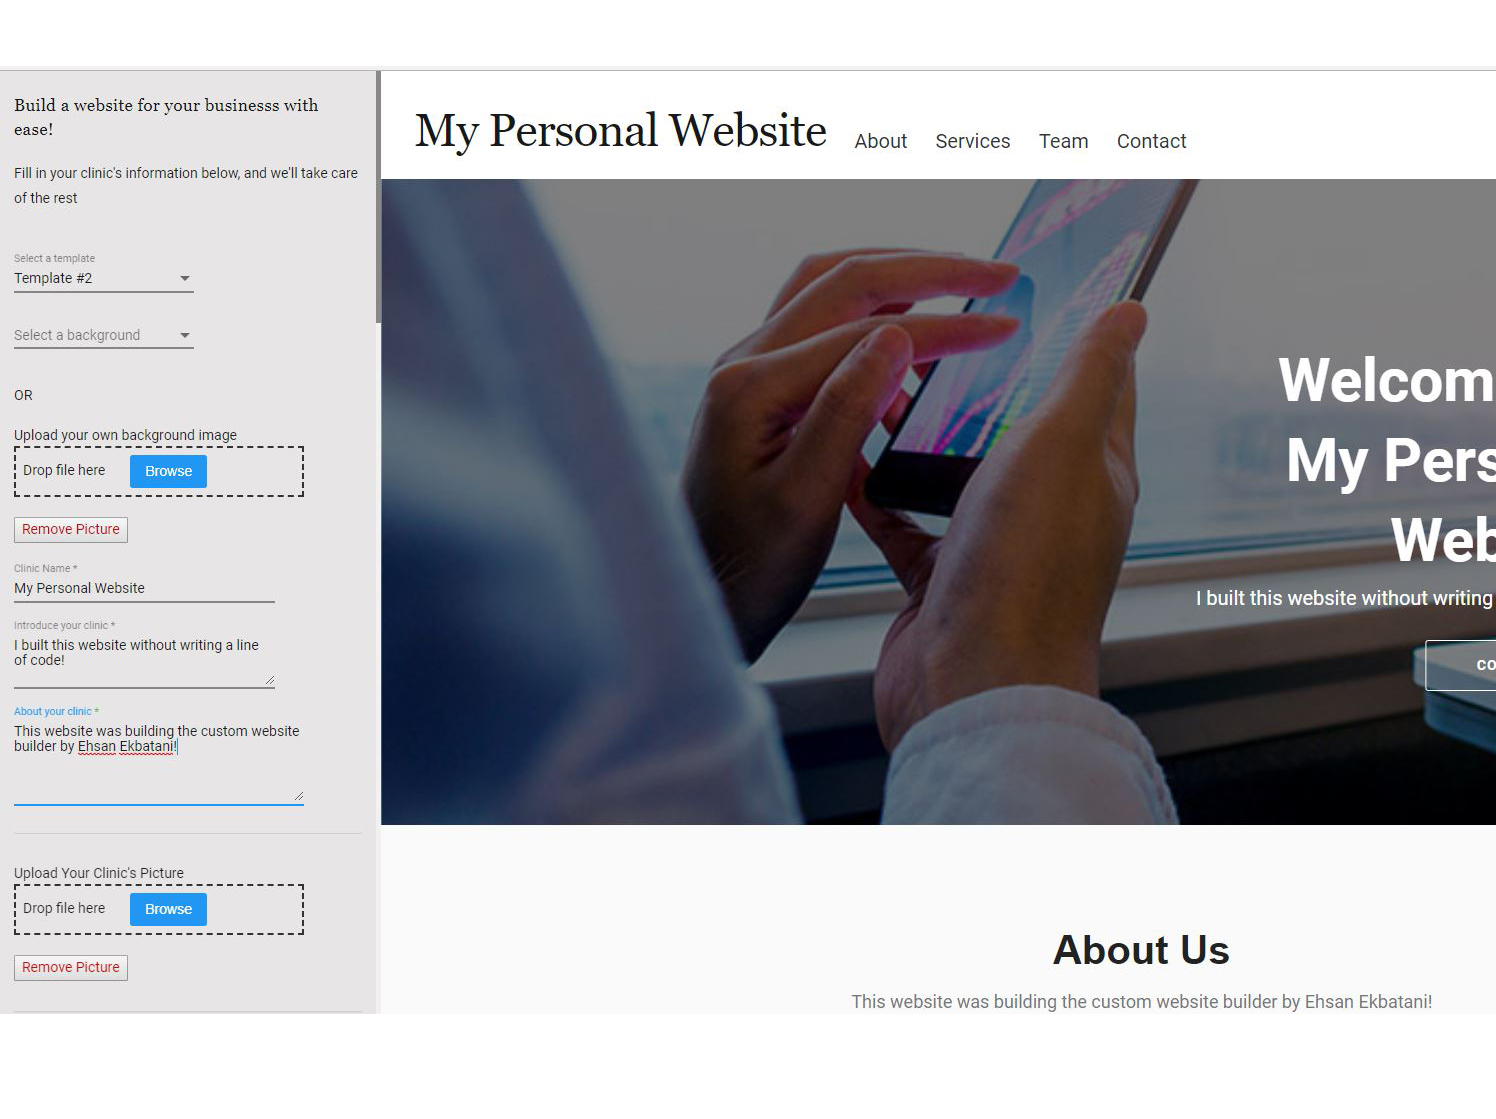 Build a website for your businesss with
ease!
Fill in your clinic's information below, and we'll take care
of the rest
Select a template
Template #2
Select a background
OR
Upload your own background image
Drop file here
Browse
Remove Picture
Clinic Name *
My Personal Website
Introduce your clinic *
I built this website without writing a line
of code!
About your clinic *
This website was building the custom website
builder by Ehsan Ekbatani!
Upload Your Clinic's Picture
Drop file here
Browse
Remove Picture
My Personal Website
About
Services
Team
Contact
Welcom
My Pers
Web
I built this website without writing
CO
About Us
This website was building the custom website builder by Ehsan Ekbatani!